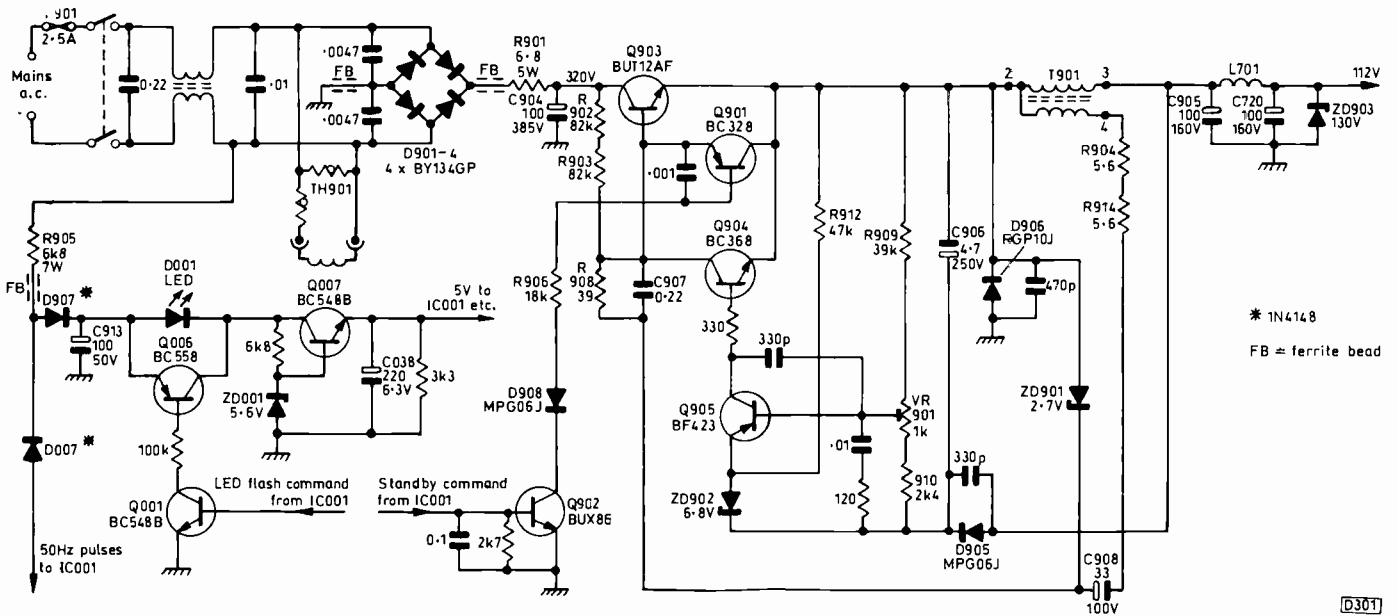 F901
2·5A
Mains
a.c.
0·22
·01
·0047
FB
·0047
D901-4
4 x BY134GP
TH901
FB
R901
6·8
5W
320V
C904
100
385V
Q903
BUT12AF
R
902
82k
R903
82k
Q901
BC328
·001
Q904
BC368
R906
18k
R
908
39
C907
0·22
330
330p
R912
47k
R909
39k
C906
4·7
250V
D906
RGP10J
470p
2
T901
3
4
L701
112V
C905
100
160V
C720
100
160V
ZD903
130V
R904
5·6
R914
5·6
* 1N4148
FB = ferrite bead
R905
6k8
7W
FB
D907 *
C913
100
50V
D001
LED
Q006
BC558
6k8
Q007
BC548B
5V to
IC001 etc.
ZD001
5·6V
C038
220
6·3V
3k3
D007 *
100k
LED flash command
from IC001
Q001
BC548B
50Hz pulses
to IC001
Standby command
from IC001
0·1
2k7
D908
MPG06J
Q902
BUX86
Q905
BF423
VR
901
1k
·01
120
910
2k4
ZD902
6·8V
330p
D905
MPG06J
ZD901
2·7V
C908
33
100V
D301